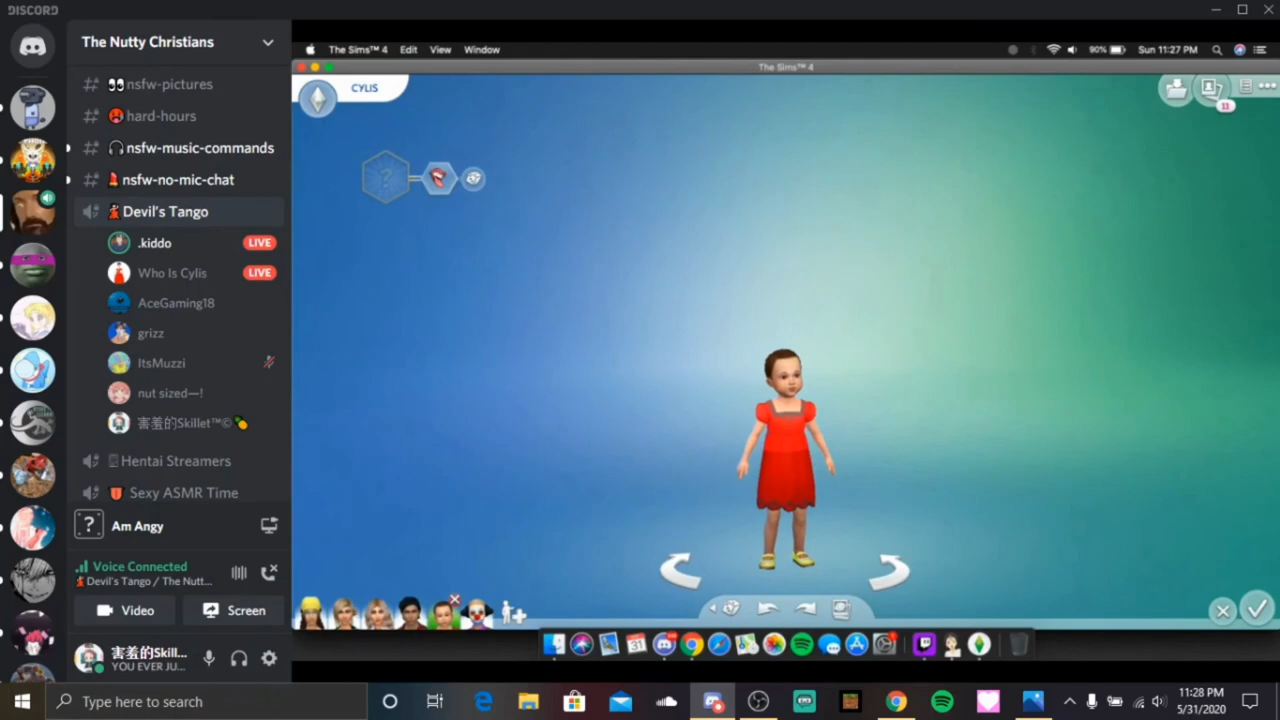 DISCORD
The Nutty Christians
nsfw-pictures
hard-hours
nsfw-music-commands
nsfw-no-mic-chat
Devil's Tango
.kiddo LIVE
Who Is Cylis LIVE
AceGaming18
grizz
ItsMuzzi
nut sized—!
害羞的Skillet™©
Hentai Streamers
Sexy ASMR Time
? Am Angy
Voice Connected
Devil's Tango / The Nutt...
Video Screen
害羞的Skill...
YOU EVER JU...
The Sims™ 4 Edit View Window 90% Sun 11:27 PM
The Sims™ 4
CYLIS
11
?
31
Type here to search
11:28 PM
5/31/2020